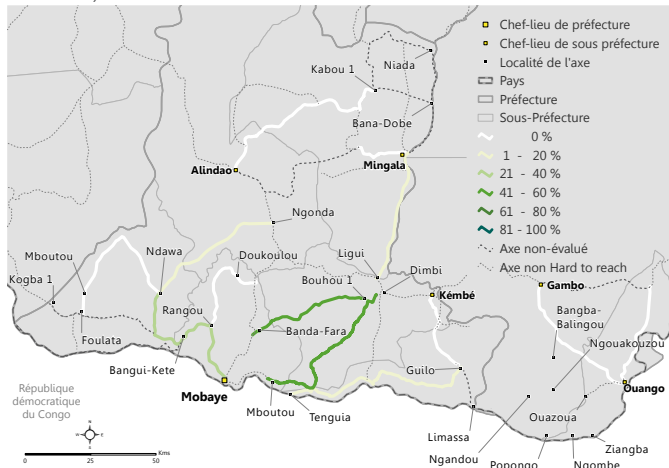 Chef-lieu de préfecture
Chef-lieu de sous préfecture
Localité de l'axe
Pays
Préfecture
Sous-Préfecture
0 %
1 - 20 %
21 - 40 %
41 - 60 %
61 - 80 %
81 - 100 %
Axe non-évalué
Axe non Hard to reach
Niada
Kabou 1
Bana-Dobe
Alindao
Mingala
Ngonda
Mboutou
Ndawa
Doukoulou
Ligui
Dimbi
Kogba 1
Bouhou 1
Kémbé
Gambo
Rangou
Bangba-
Balingou
Foulata
Banda-Fara
Ngouakouzou
Bangui-Kete
Guilo
Ouango
République
démocratique
du Congo
Mobaye
Mboutou
Tenguia
Ouazoua
N
W
E
S
Limassa
Ngandou
Ziangba
Kms
0
25
50
Popongo
Ngombe